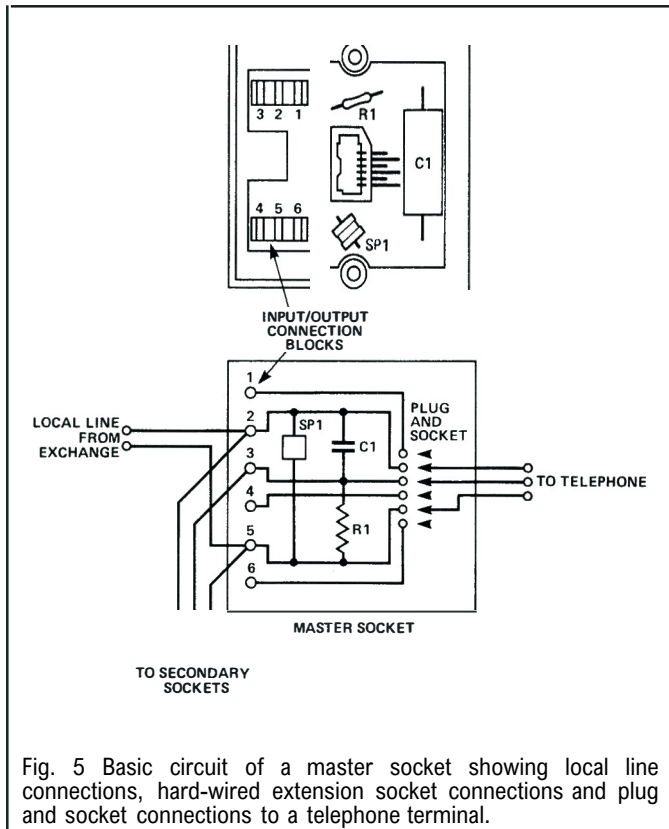 3 2 1
R1
C1
4 5 6
SP1
INPUT/OUTPUT
CONNECTION
BLOCKS
1
LOCAL LINE
FROM
EXCHANGE
2
SP1
C1
PLUG
AND
SOCKET
3
TO TELEPHONE
4
R1
5
6
MASTER SOCKET
TO SECONDARY
SOCKETS
Fig. 5 Basic circuit of a master socket showing local line
connections, hard-wired extension socket connections and plug
and socket connections to a telephone terminal.